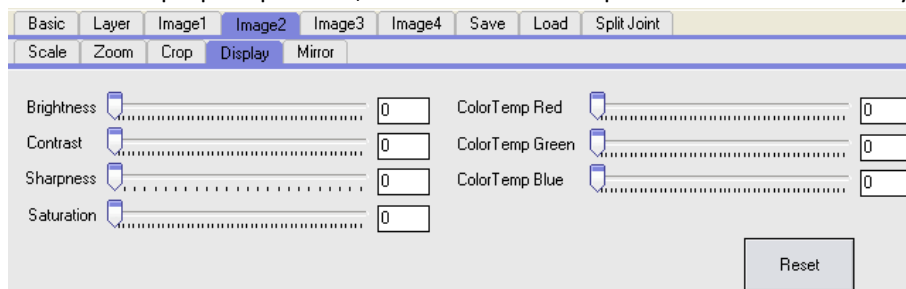 Basic Layer Image1 Image2 Image3 Image4 Save Load Split Joint
Scale Zoom Crop Display Mirror
Brightness 0 ColorTemp Red 0
Contrast 0 ColorTemp Green 0
Sharpness 0 ColorTemp Blue 0
Saturation 0
Reset